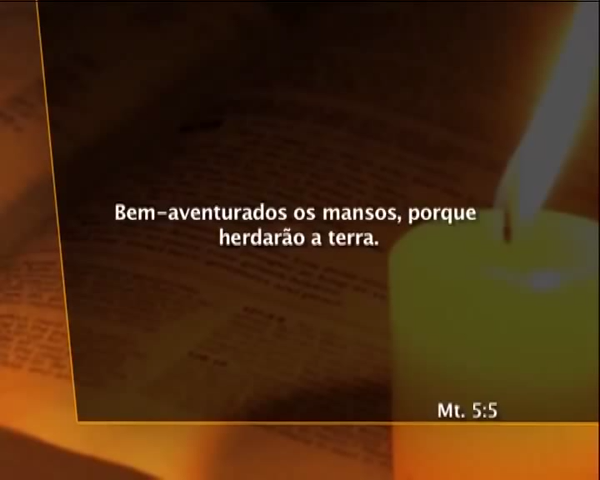 Bem-aventurados os mansos, porque
herdarão a terra.
Mt. 5:5